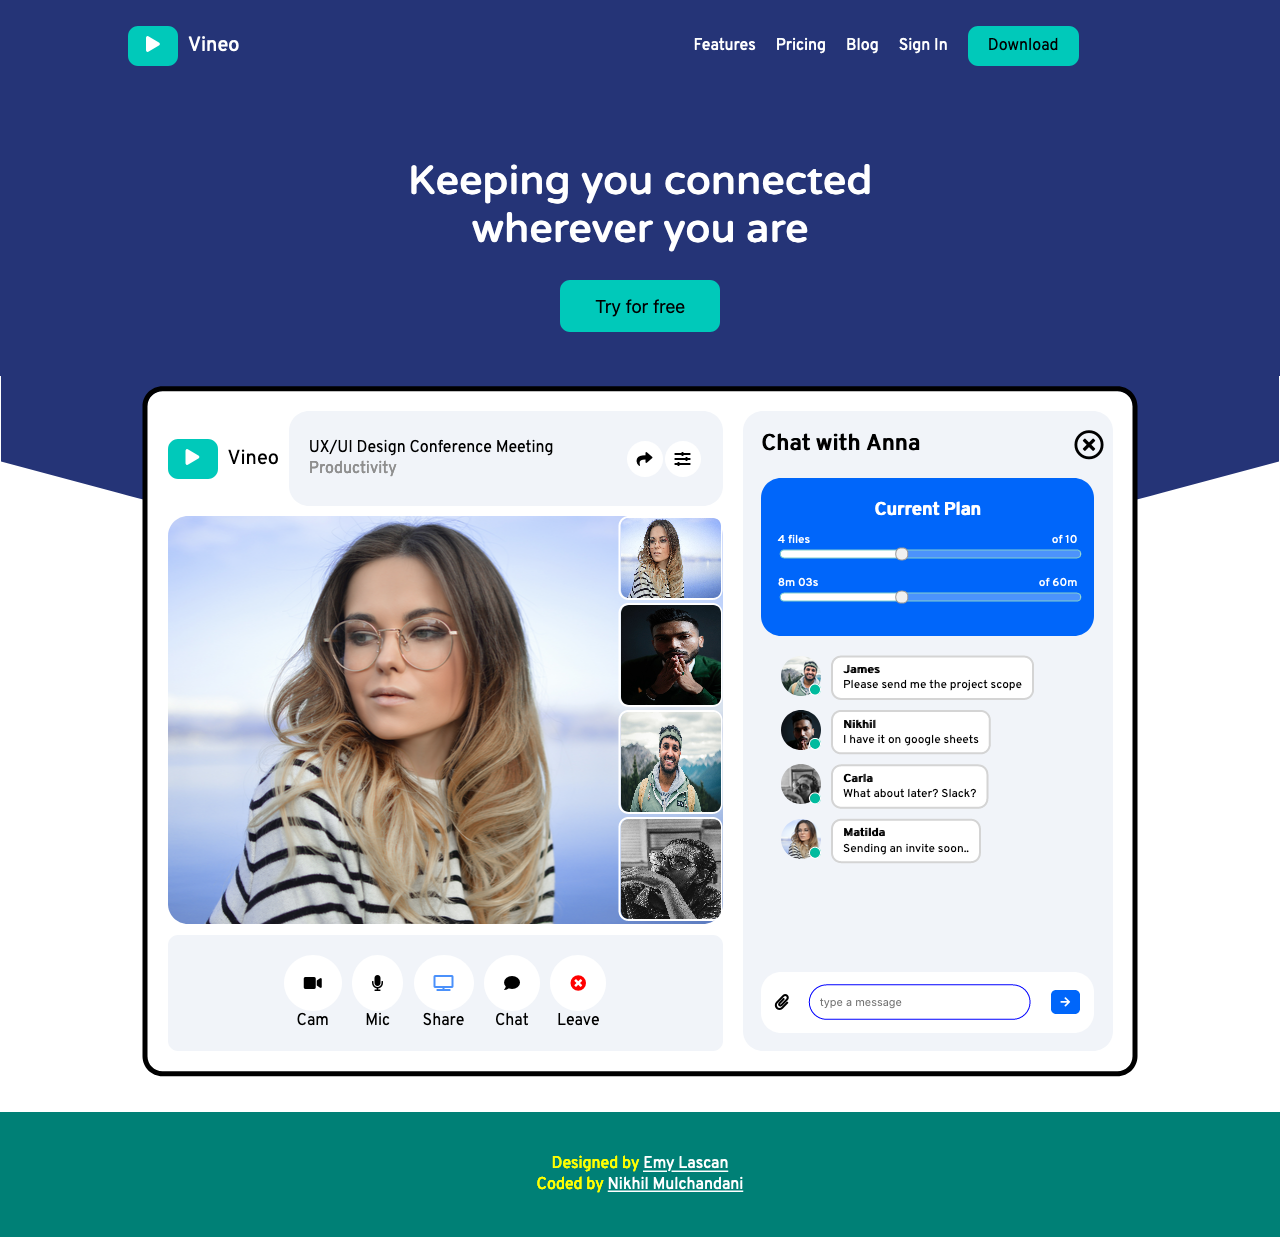 Vineo
Features Pricing Blog Sign In Download
Keeping you connected
wherever you are
Try for free
Vineo
UX/UI Design Conference Meeting
Productivity
Cam Mic Share Chat Leave
Chat with Anna
Current Plan
4 files of 10
8m 03s of 60m
James
Please send me the project scope
Nikhil
I have it on google sheets
Carla
What about later? Slack?
Matilda
Sending an invite soon..
type a message
Designed by Emy Lascan
Coded by Nikhil Mulchandani